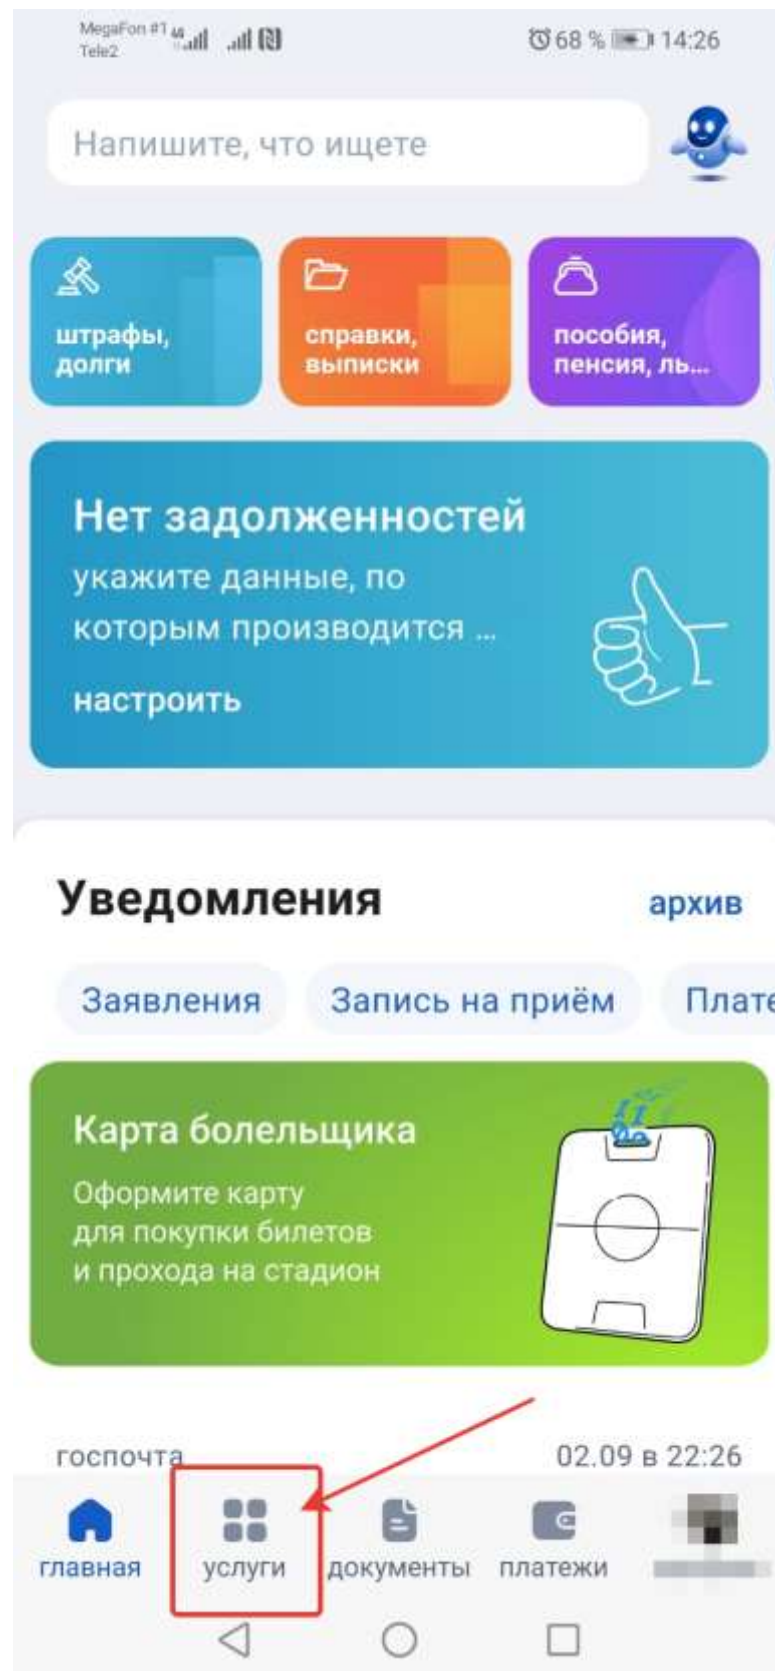 MegaFon #1 46
Tele2
68 % 14:26
Напишите, что ищете
штрафы,
долги
справки,
выписки
пособия,
пенсия, ль...
Нет задолженностей
укажите данные, по
которым производится ...
настроить
Уведомления архив
Заявления Запись на приём Плате
Карта болельщика
Оформите карту
для покупки билетов
и прохода на стадион
госпочта 02.09 в 22:26
главная услуги документы платежи